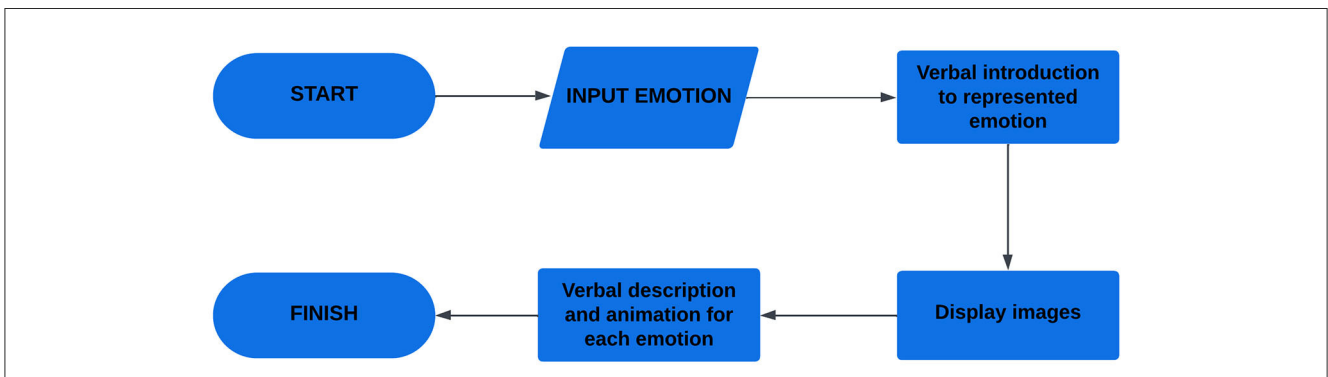 START
INPUT EMOTION
Verbal introduction
to represented
emotion
Display images
Verbal description
and animation for
each emotion
FINISH